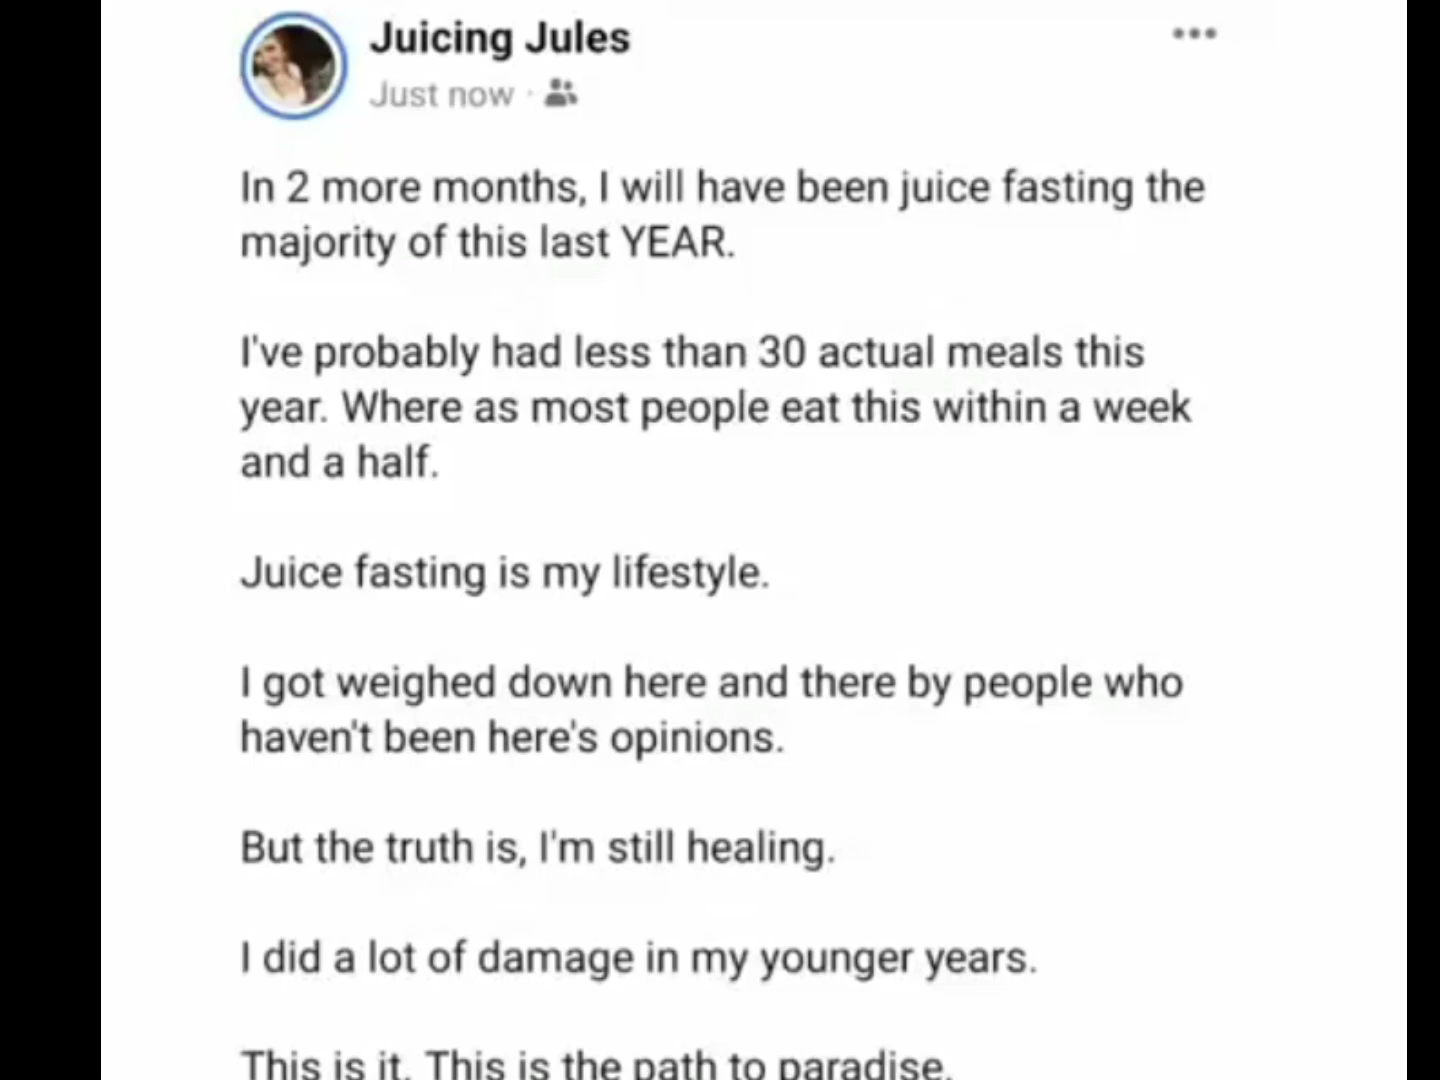 Juicing Jules
Just now ·
In 2 more months, I will have been juice fasting the
majority of this last YEAR.
I've probably had less than 30 actual meals this
year. Where as most people eat this within a week
and a half.
Juice fasting is my lifestyle.
I got weighed down here and there by people who
haven't been here's opinions.
But the truth is, I'm still healing.
I did a lot of damage in my younger years.
This is it. This is the path to paradise.